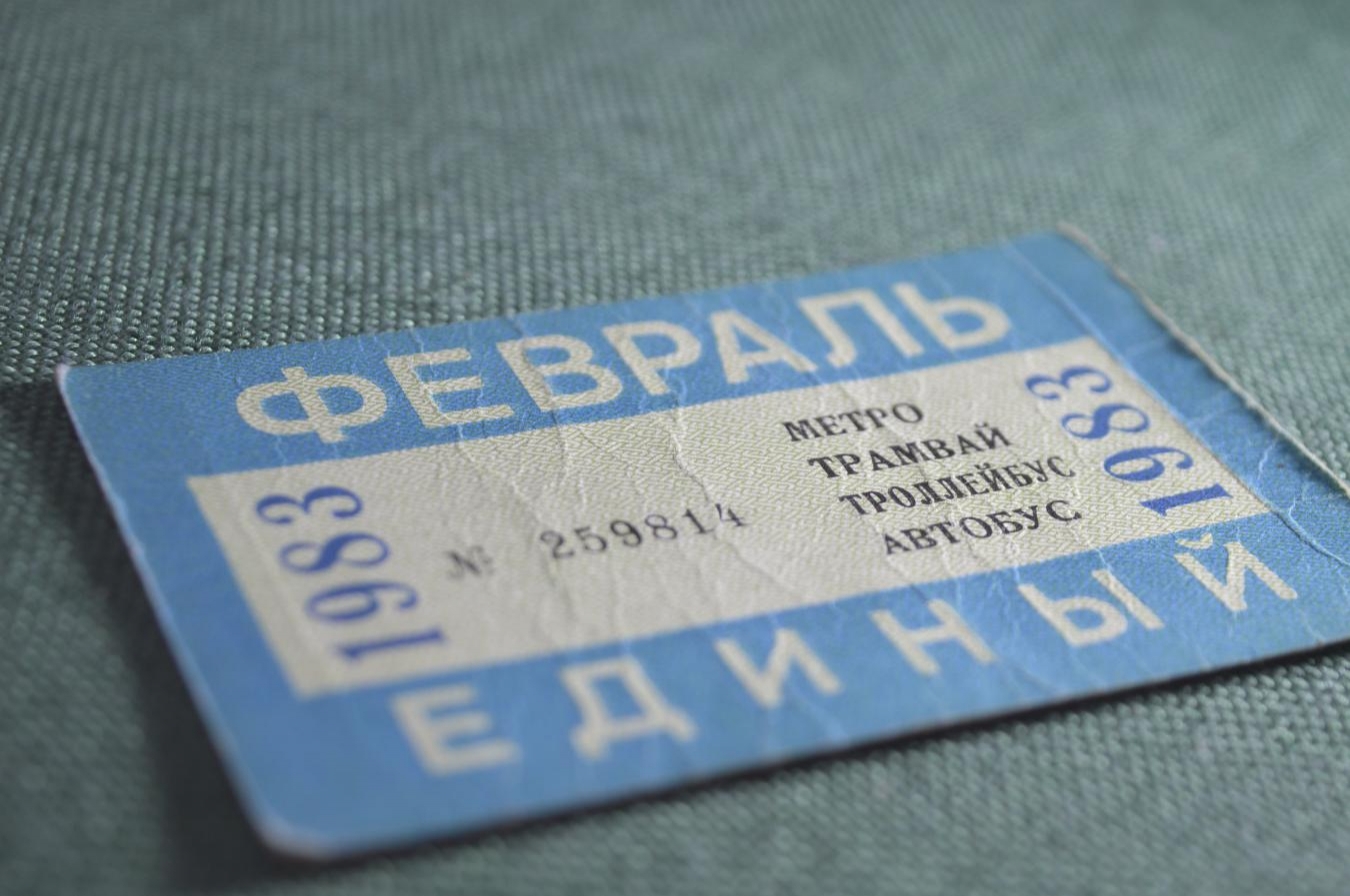 ФЕВРАЛЬ
1983
№ 259814
МЕТРО
ТРАМВАЙ
ТРОЛЛЕЙБУС
АВТОБУС
1983
ЕДИНЫЙ